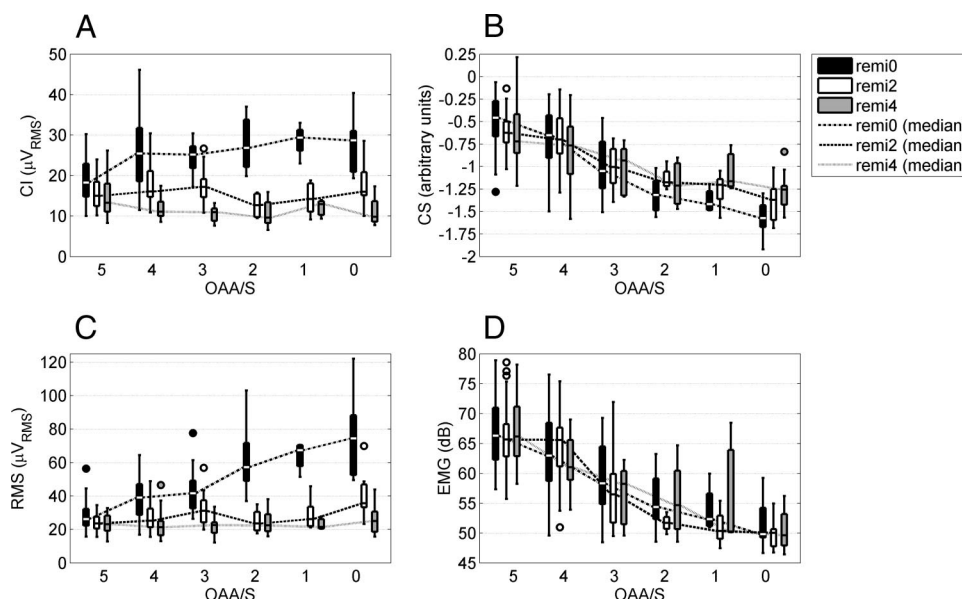 A
CI (µVRMS)
50
40
30
20
10
0
5 4 3 2 1 0
OAA/S
B
CS (arbitrary units)
0.25
0
-0.25
-0.5
-0.75
-1
-1.25
-1.5
-1.75
-2
5 4 3 2 1 0
OAA/S
remi0
remi2
remi4
remi0 (median
remi2 (median
remi4 (median
C
RMS (µVRMS)
120
100
80
60
40
20
0
5 4 3 2 1 0
OAA/S
D
EMG (dB)
80
75
70
65
60
55
50
45
5 4 3 2 1 0
OAA/S